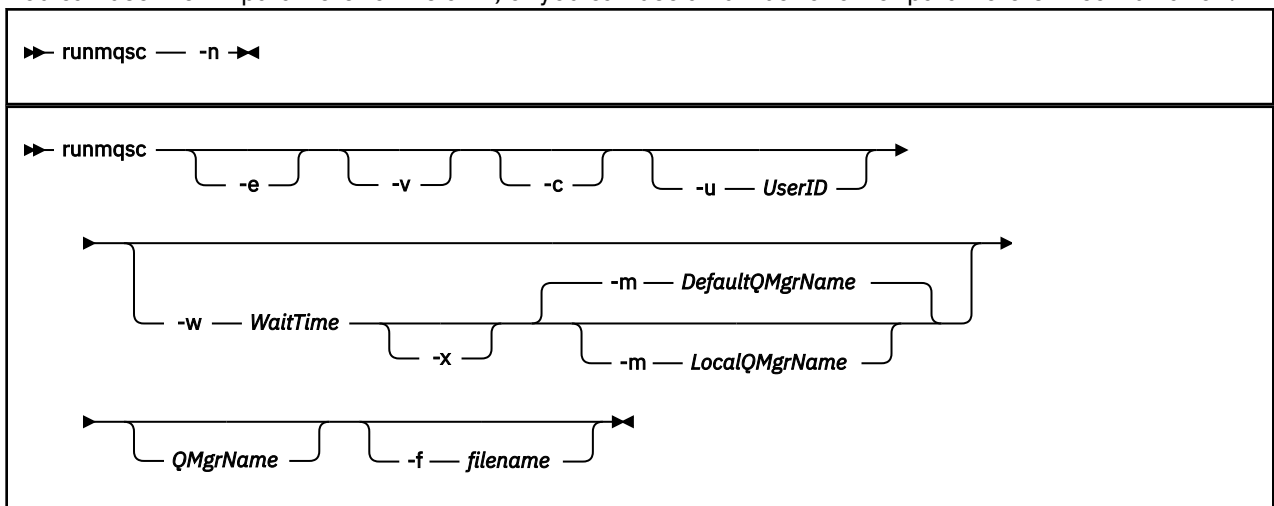 runmqsc -n
runmqsc
-e -v -c -u UserID
-m DefaultQMgrName
-w WaitTime
-x -m LocalQMgrName
QMgrName -f filename